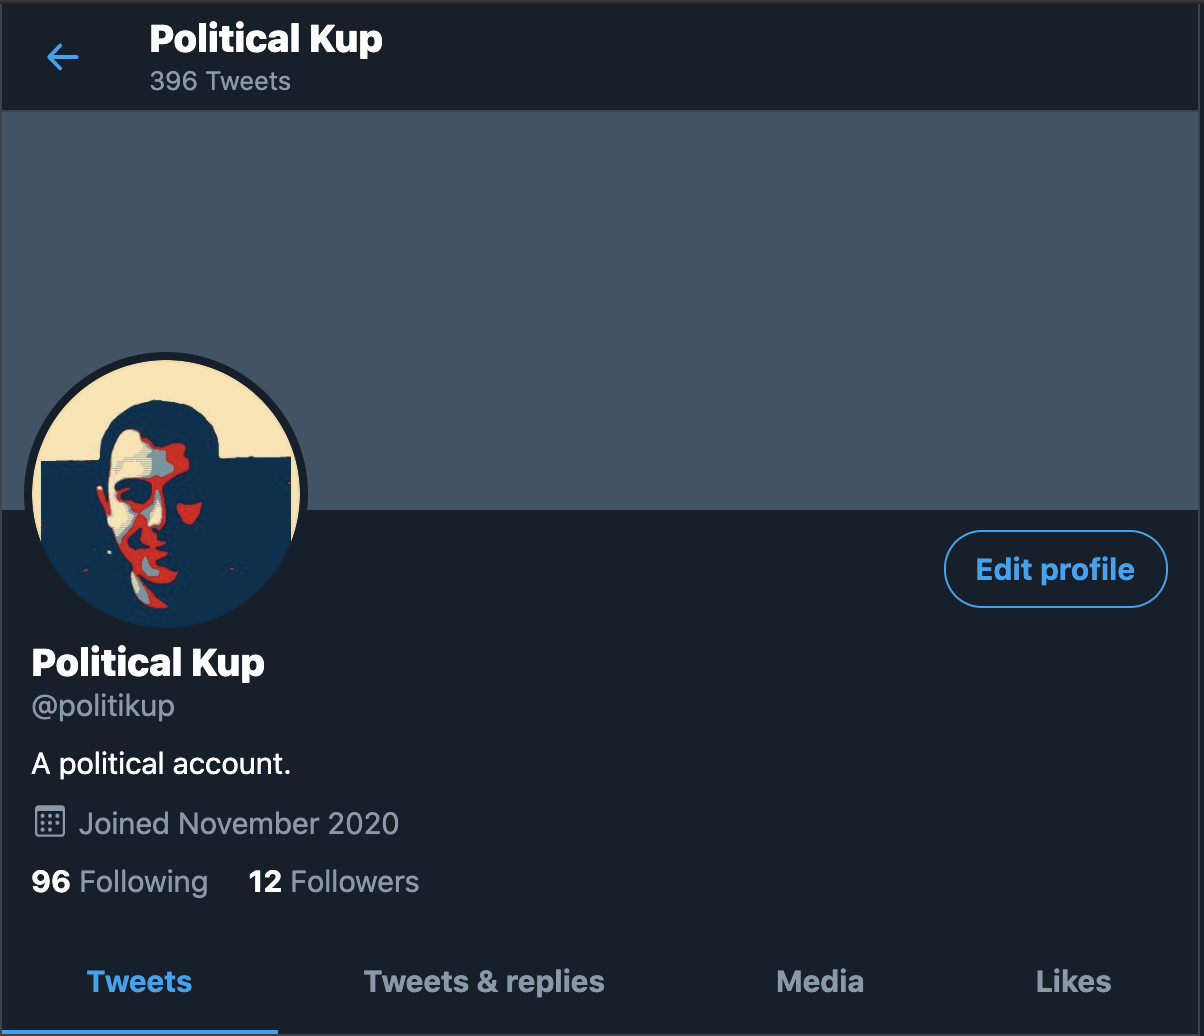 Political Kup
396 Tweets
Edit profile
Political Kup
@politikup
A political account.
Joined November 2020
96 Following 12 Followers
Tweets Tweets & replies Media Likes